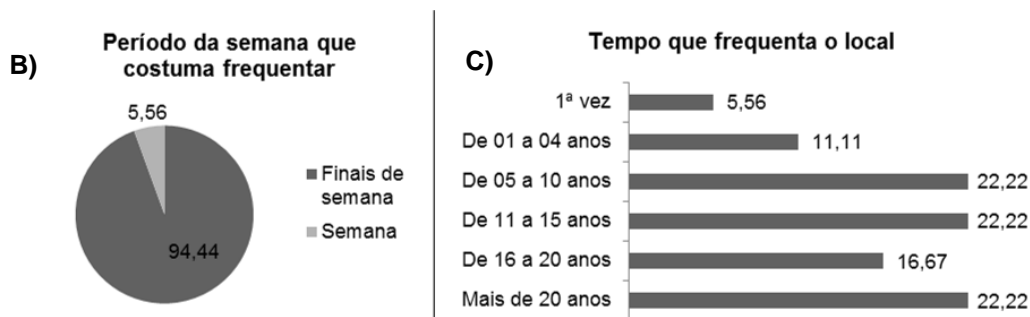 B)
Período da semana que
costuma frequentar
5,56
94,44
Finais de
semana
Semana
C)
Tempo que frequenta o local
1ª vez
5,56
De 01 a 04 anos
11,11
De 05 a 10 anos
22,22
De 11 a 15 anos
22,22
De 16 a 20 anos
16,67
Mais de 20 anos
22,22